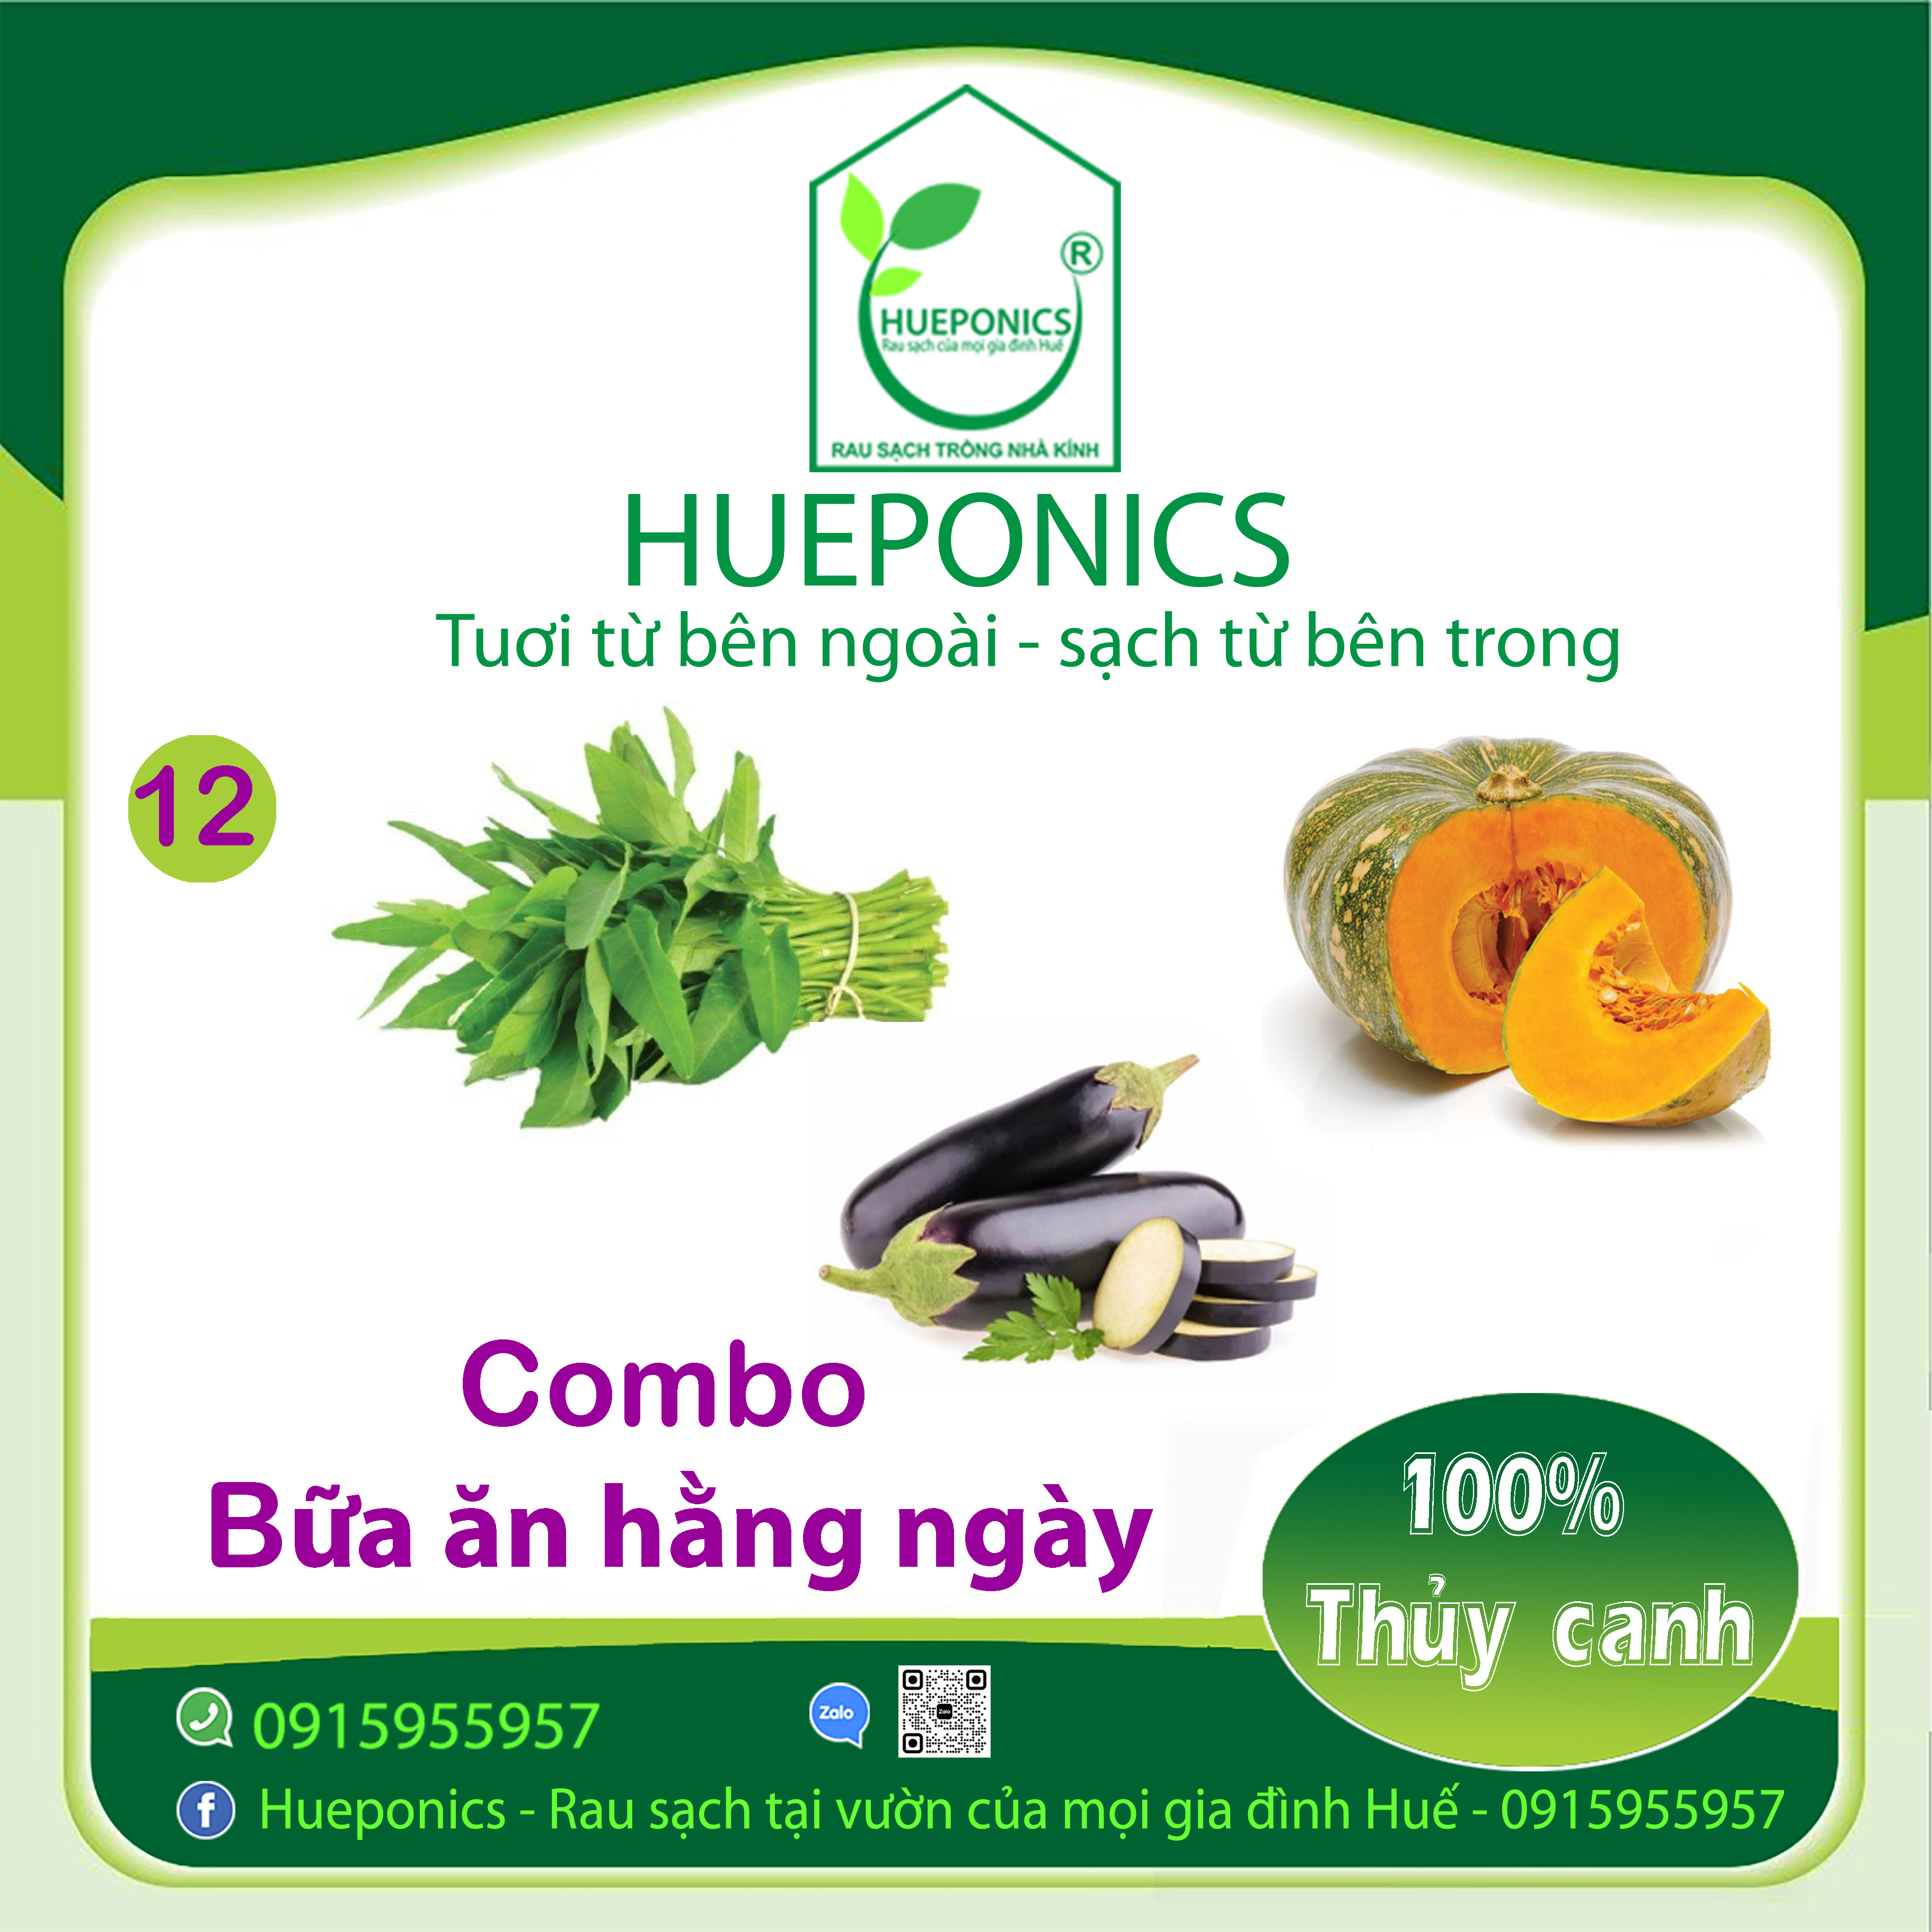 ®
HUEPONICS
Rau sạch của mọi gia đình Huế
RAU SẠCH TRỒNG NHÀ KÍNH
HUEPONICS
Tươi từ bên ngoài - sạch từ bên trong
12
Combo
Bữa ăn hằng ngày
100%
Thủy canh
0915955957
Zalo
Zalo
Hueponics - Rau sạch tại vườn của mọi gia đình Huế - 0915955957